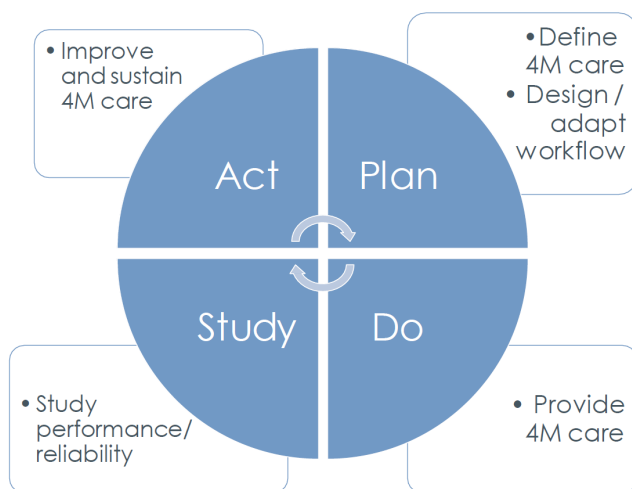 • Improve
and sustain
4M care
• Define
4M care
• Design /
adapt
workflow
Act
Plan
Study
Do
• Study
performance/
reliability
• Provide
4M care